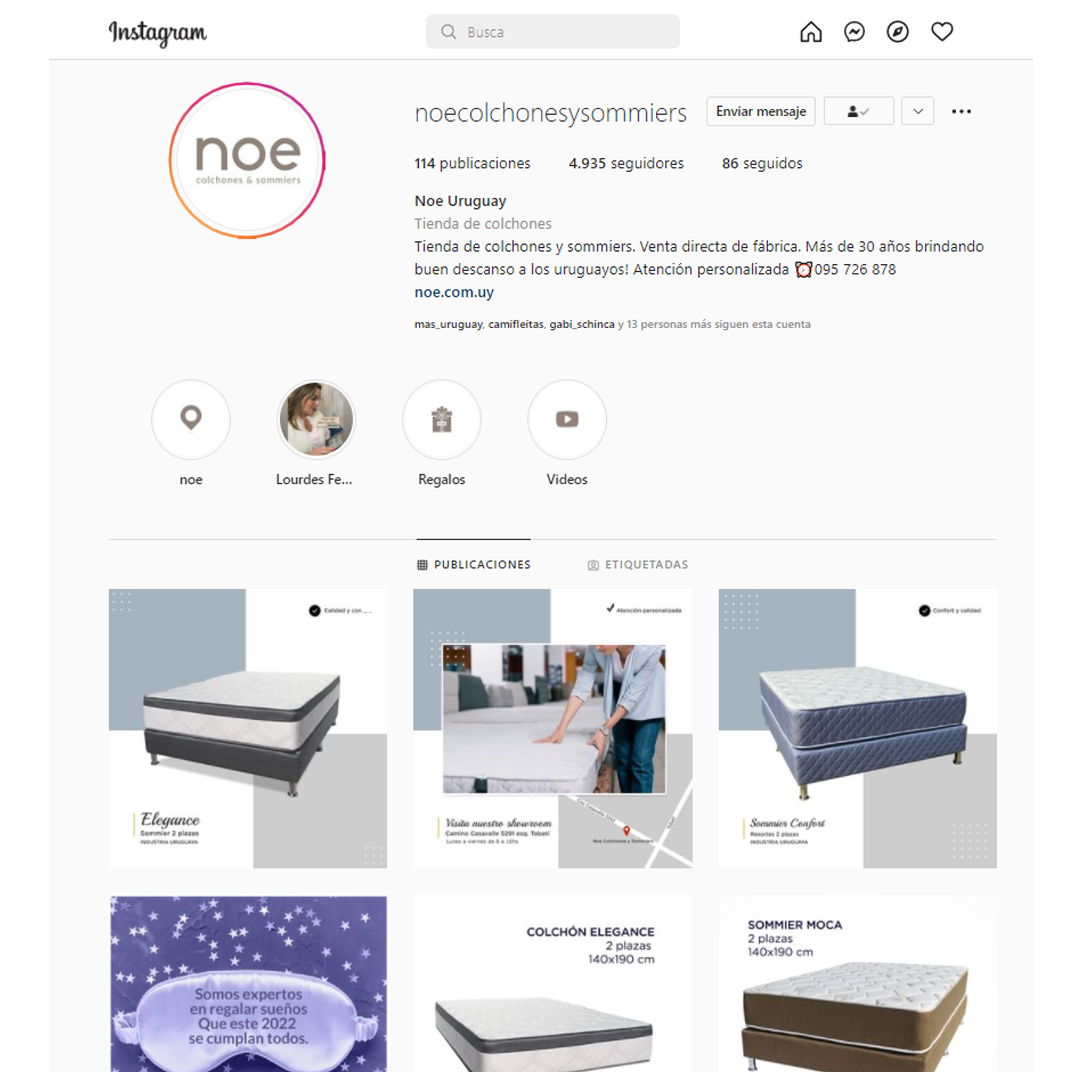 Instagram
Busca
noecolchonesysommiers
Enviar mensaje
noe
colchones & sommiers
114 publicaciones 4.935 seguidores 86 seguidos
Noe Uruguay
Tienda de colchones
Tienda de colchones y sommiers. Venta directa de fábrica. Más de 30 años brindando
buen descanso a los uruguayos! Atención personalizada ⏰095 726 878
noe.com.uy
mas_uruguay, camifleitas, gabi_schinca y 13 personas más siguen esta cuenta
noe
Lourdes Fe...
Regalos
Videos
PUBLICACIONES
ETIQUETADAS
Calidad y con......
Elegance
Sommier 2 plazas
INDUSTRIA URUGUAYA
Atención personalizada
Visita nuestro showroom
Camino Casavalle 5291 esq. Tobatí
Lunes a viernes de 8 a 18hs
Noe Colchones y Sommiers
Confort y calidad
Sommier Confort
Resortes 2 plazas
INDUSTRIA URUGUAYA
Somos expertos
en regalar sueños
Que este 2022
se cumplan todos.
COLCHÓN ELEGANCE
2 plazas
140x190 cm
SOMMIER MOCA
2 plazas
140x190 cm